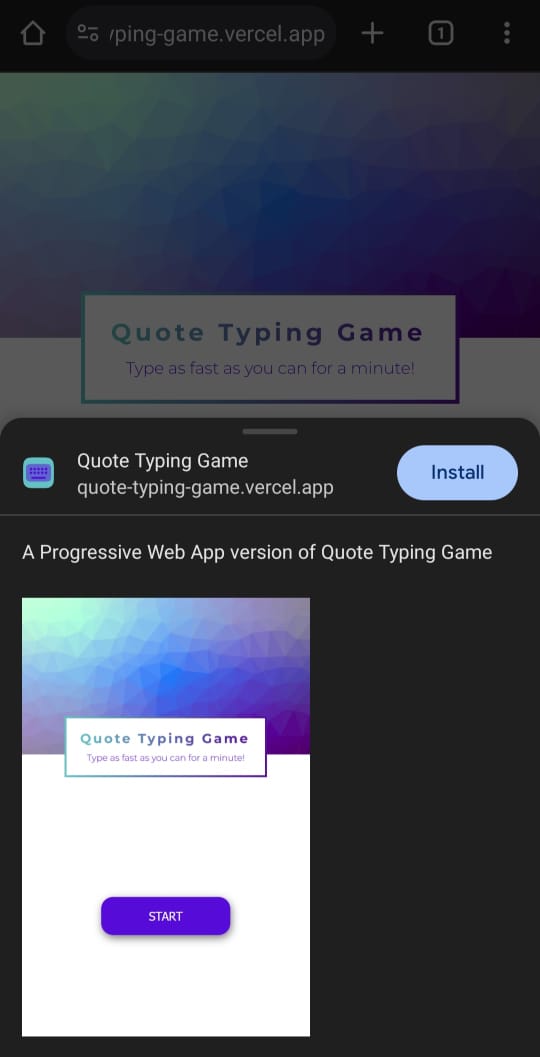 ping-game.vercel.app
1
Quote Typing Game
Type as fast as you can for a minute!
Quote Typing Game
quote-typing-game.vercel.app
Install
A Progressive Web App version of Quote Typing Game
Quote Typing Game
Type as fast as you can for a minute!
START